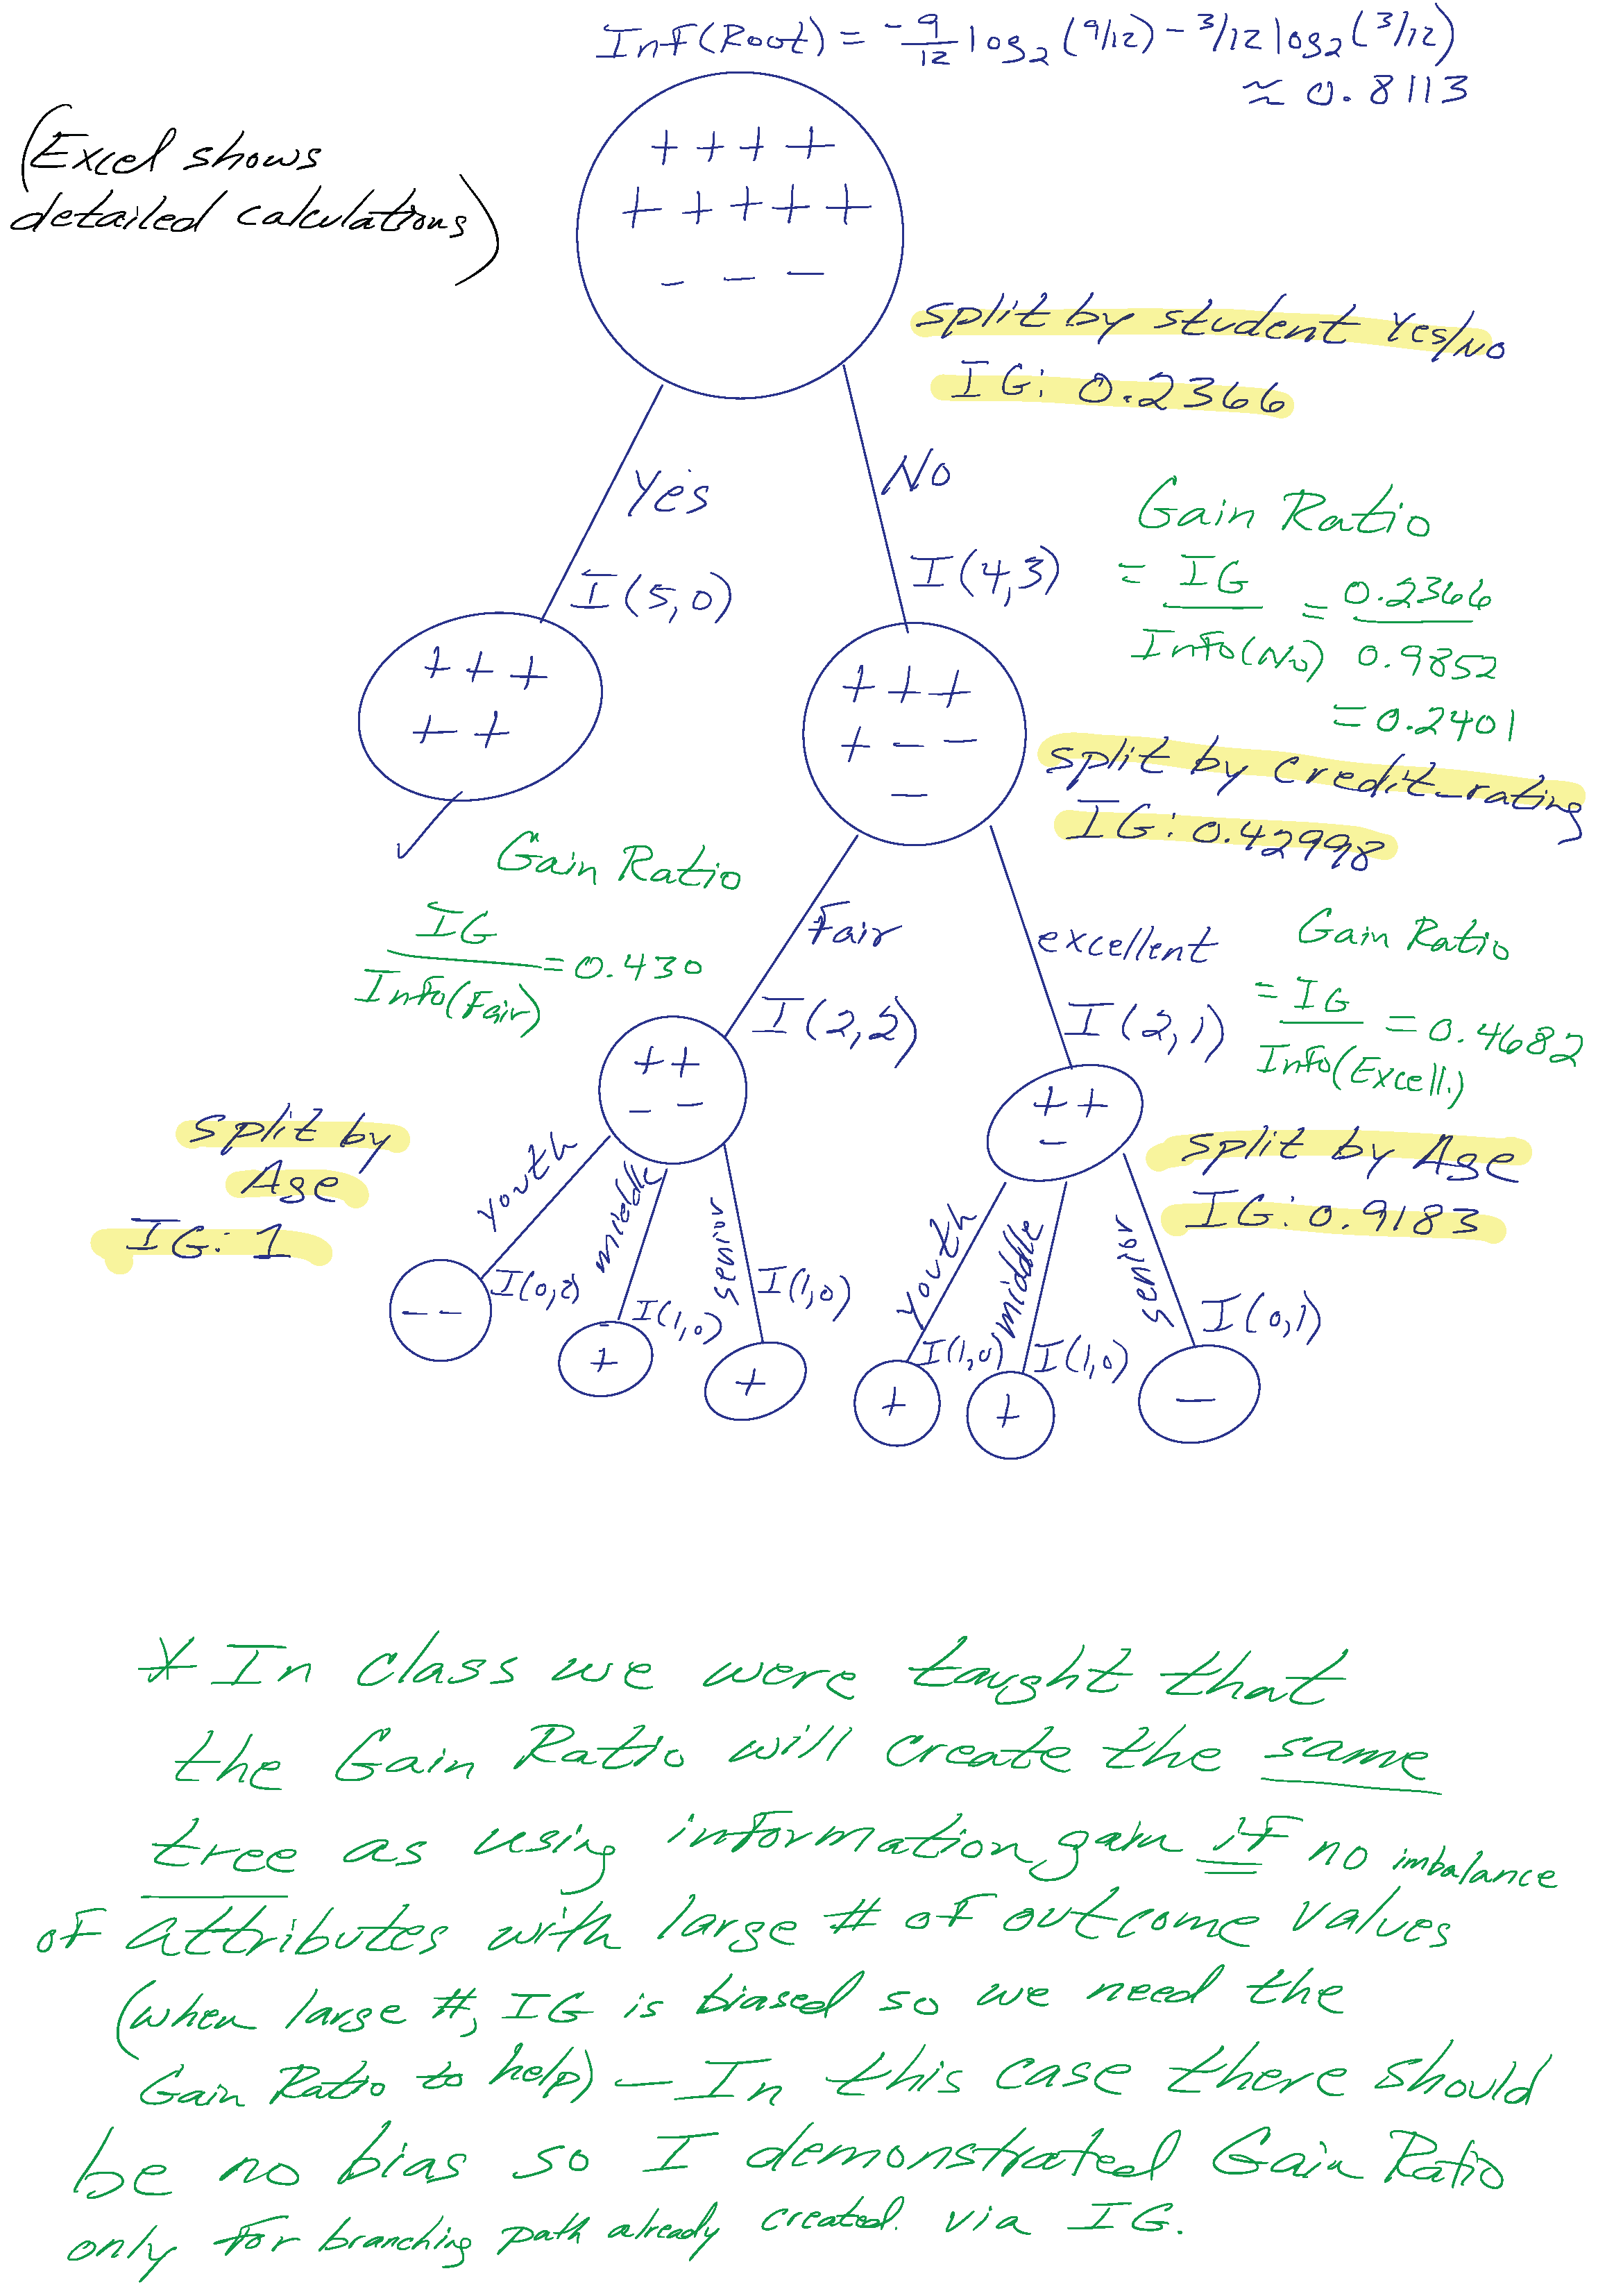 Inf(Root) = -9/12 log2 (9/12) - 3/12 log2 (3/12)
≈ 0.8113
(Excel shows
detailed calculations)
+ + + +
+ + + + +
- - -
split by student Yes/No
IG: 0.2366
Yes
No
I(5,0)
I(4,3)
Gain Ratio
= IG / Info(No) = 0.2366 / 0.9852
= 0.2401
+ + +
+ +
+ + +
+ - -
-
split by credit_rating
IG: 0.42998
Gain Ratio
IG / Info(Fair) = 0.430
Fair
excellent
Gain Ratio
= IG / Info(Excell.) = 0.4682
I(2,2)
I(2,1)
+ +
- -
+ +
-
split by
Age
IG: 1
split by Age
IG: 0.9183
youth
middle
senior
youth
middle
senior
I(0,2)
I(1,0)
I(1,0)
I(1,0)
I(1,0)
I(0,1)
- -
+
+
+
+
-
* In class we were taught that
the Gain Ratio will create the same
tree as using information gain if no imbalance
of attributes with large # of outcome values
(when large #, IG is biased so we need the
Gain Ratio to help) - In this case there should
be no bias so I demonstrated Gain Ratio
only for branching path already created. via IG.